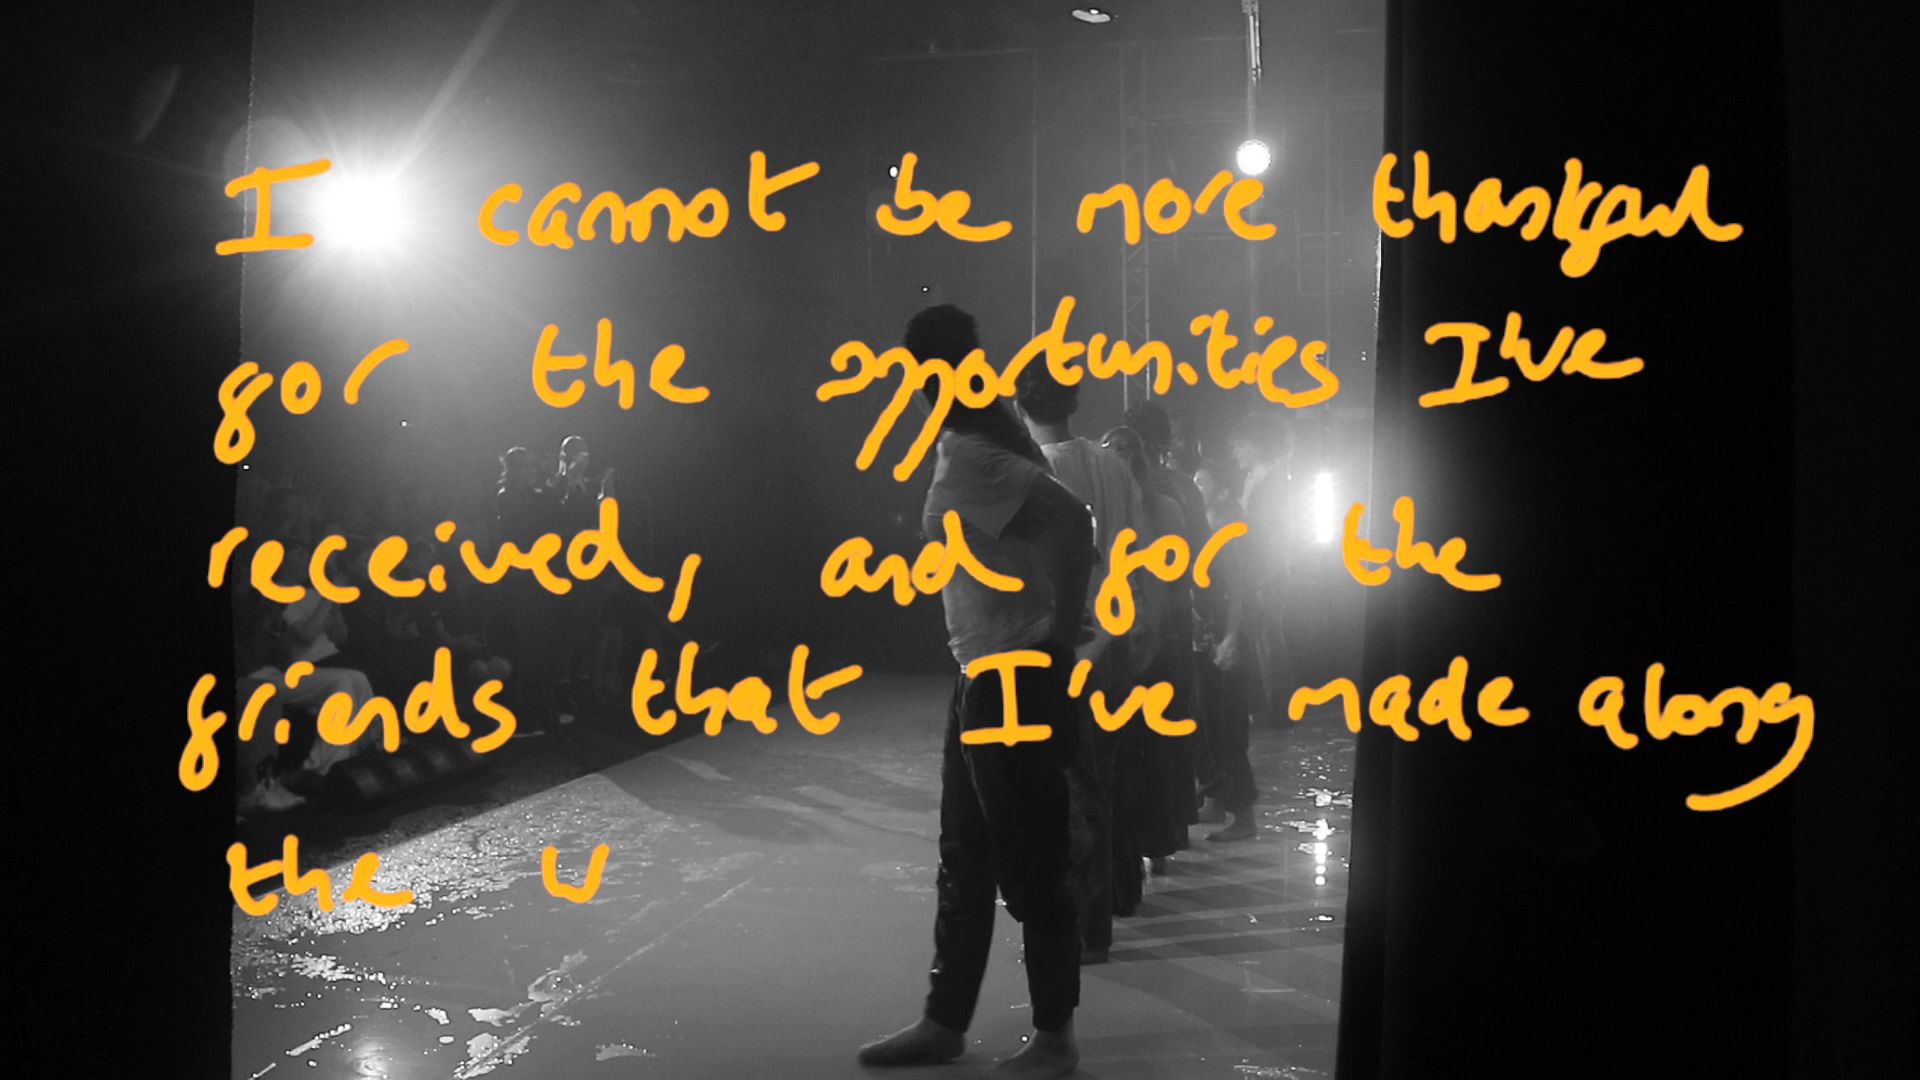 I cannot be more thankful
for the opportunities I've
received, and for the
friends that I've made along
the w